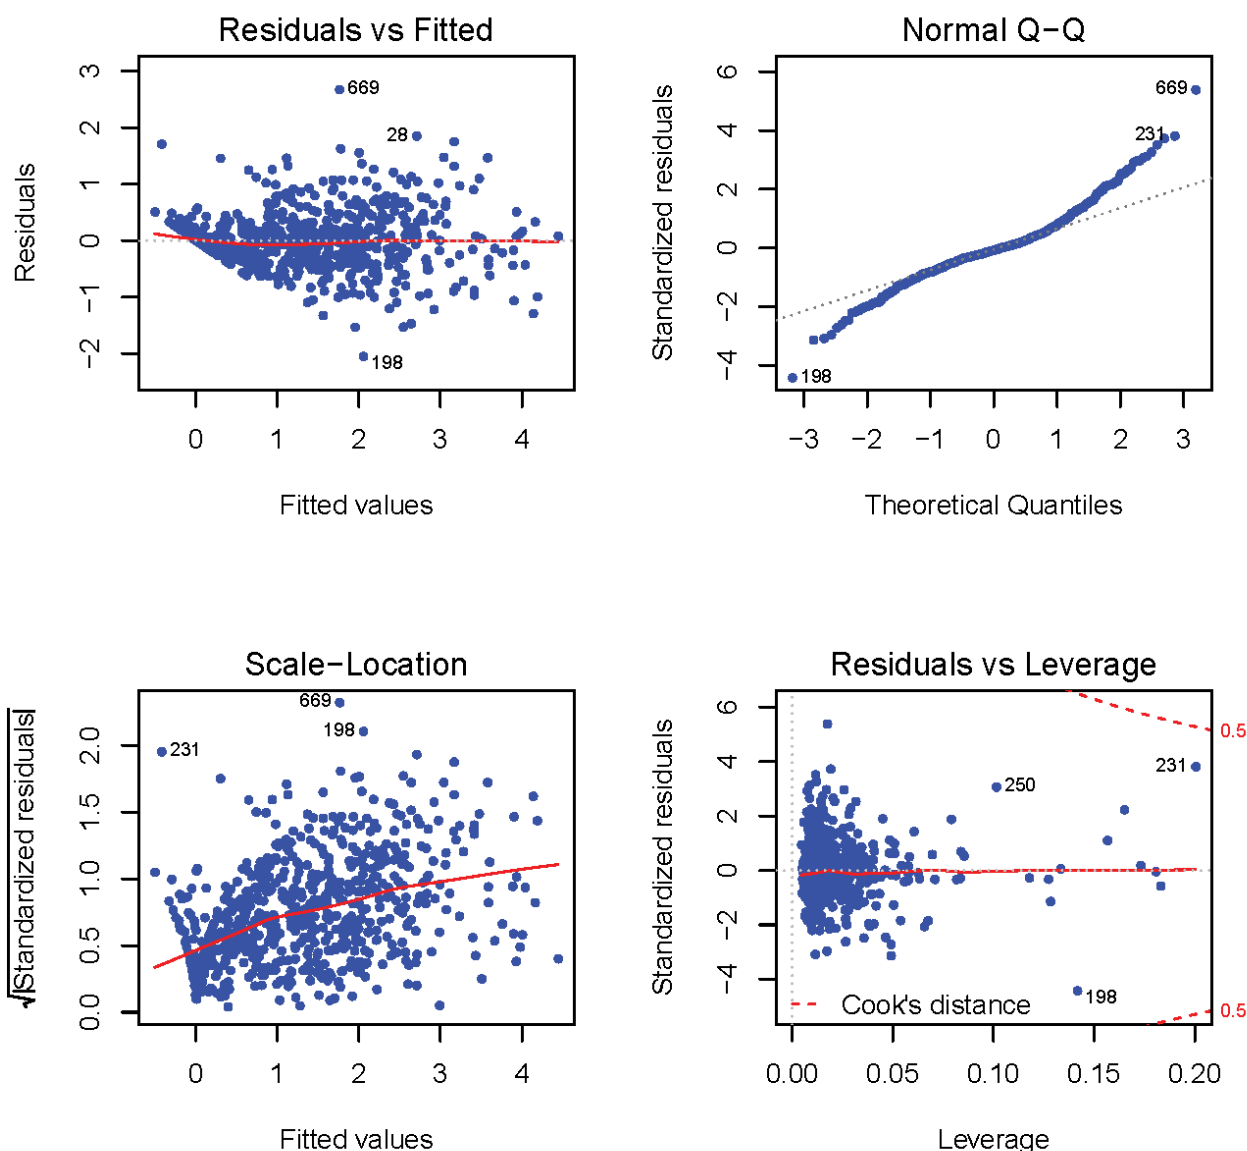 Residuals vs Fitted
Residuals
3
2
1
0
−1
−2
669
28
198
0 1 2 3 4
Fitted values
Normal Q−Q
Standardized residuals
6
4
2
0
−2
−4
669
231
198
−3 −2 −1 0 1 2 3
Theoretical Quantiles
Scale−Location
√|Standardized residuals|
2.0
1.5
1.0
0.5
0.0
669
198
231
0 1 2 3 4
Fitted values
Residuals vs Leverage
Standardized residuals
6
4
2
0
−2
−4
0.5
231
250
198
Cook's distance
0.5
0.00 0.05 0.10 0.15 0.20
Leverage